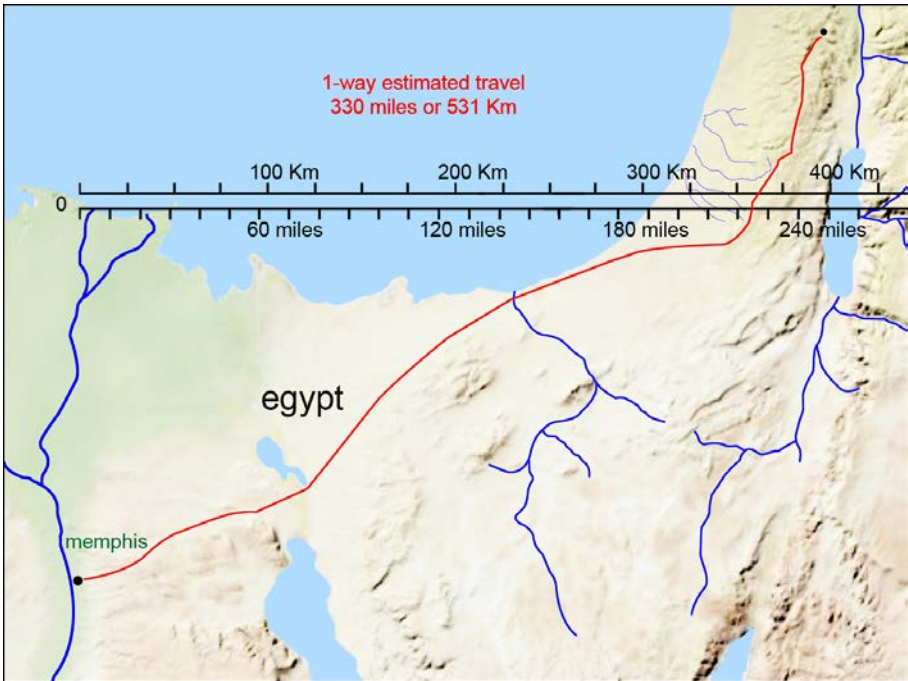 1-way estimated travel
330 miles or 531 Km
100 Km 200 Km 300 Km 400 Km
0
60 miles 120 miles 180 miles 240 miles
egypt
memphis